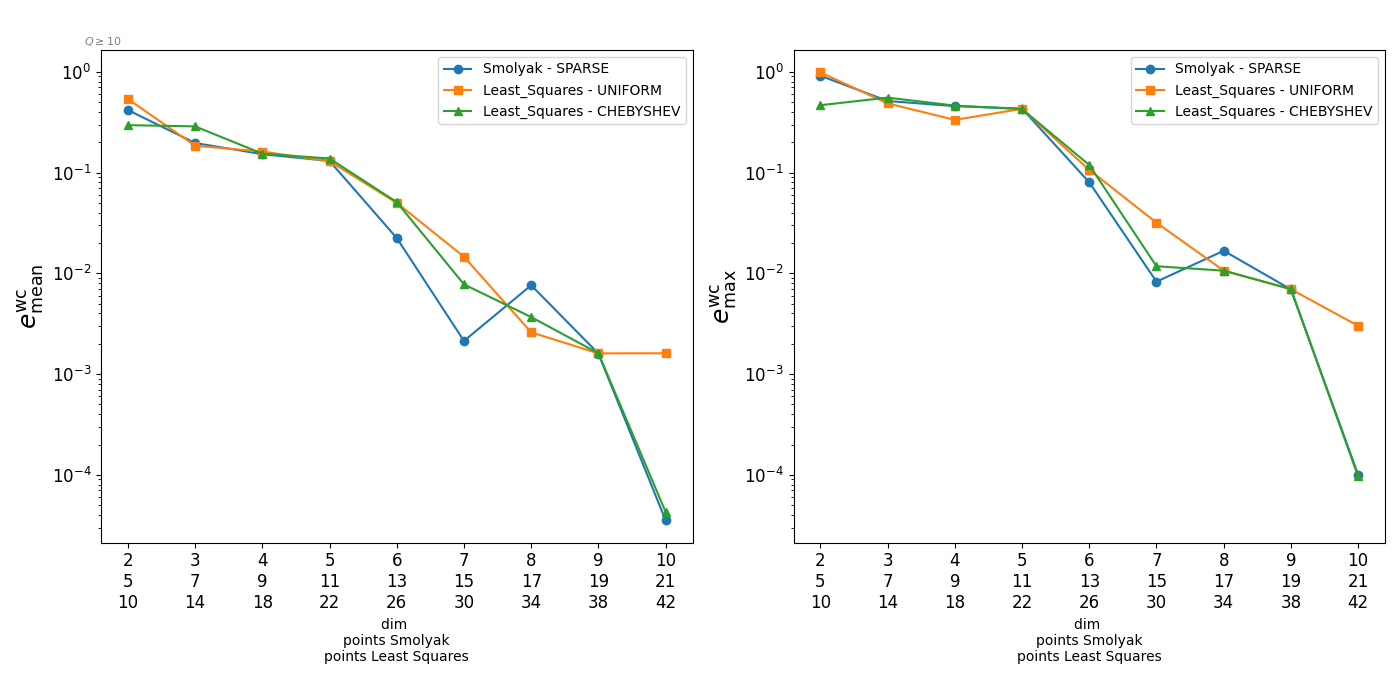 Q ≥ 10
10⁰
10⁻¹
10⁻²
10⁻³
10⁻⁴
e^wc_mean
Smolyak - SPARSE
Least_Squares - UNIFORM
Least_Squares - CHEBYSHEV
2 3 4 5 6 7 8 9 10
5 7 9 11 13 15 17 19 21
10 14 18 22 26 30 34 38 42
dim
points Smolyak
points Least Squares
10⁰
10⁻¹
10⁻²
10⁻³
10⁻⁴
e^wc_max
Smolyak - SPARSE
Least_Squares - UNIFORM
Least_Squares - CHEBYSHEV
2 3 4 5 6 7 8 9 10
5 7 9 11 13 15 17 19 21
10 14 18 22 26 30 34 38 42
dim
points Smolyak
points Least Squares